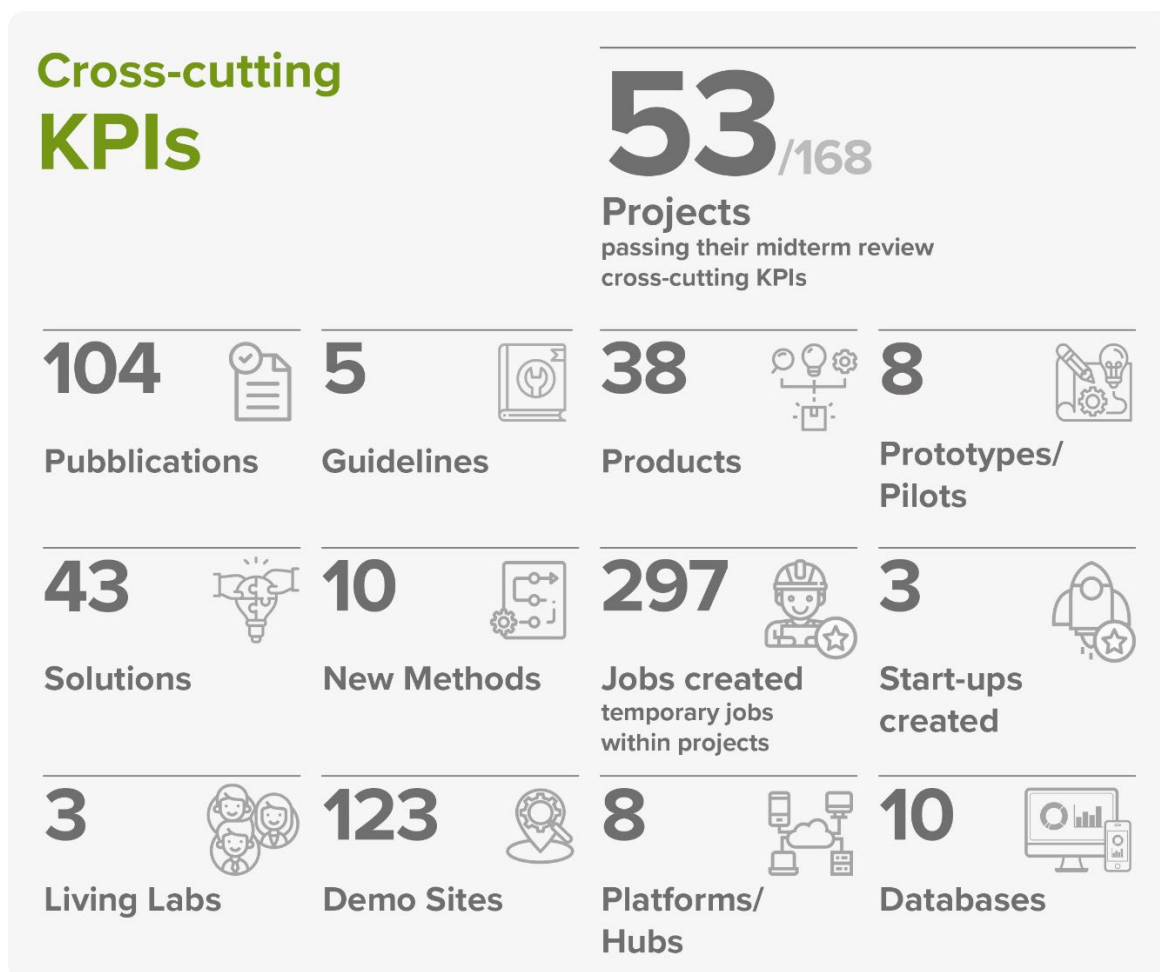 Cross-cutting
KPIs
53/168
Projects
passing their midterm review
cross-cutting KPIs
104
Pubblications
5
Guidelines
38
Products
8
Prototypes/
Pilots
43
Solutions
10
New Methods
297
Jobs created
temporary jobs
within projects
3
Start-ups
created
3
Living Labs
123
Demo Sites
8
Platforms/
Hubs
10
Databases